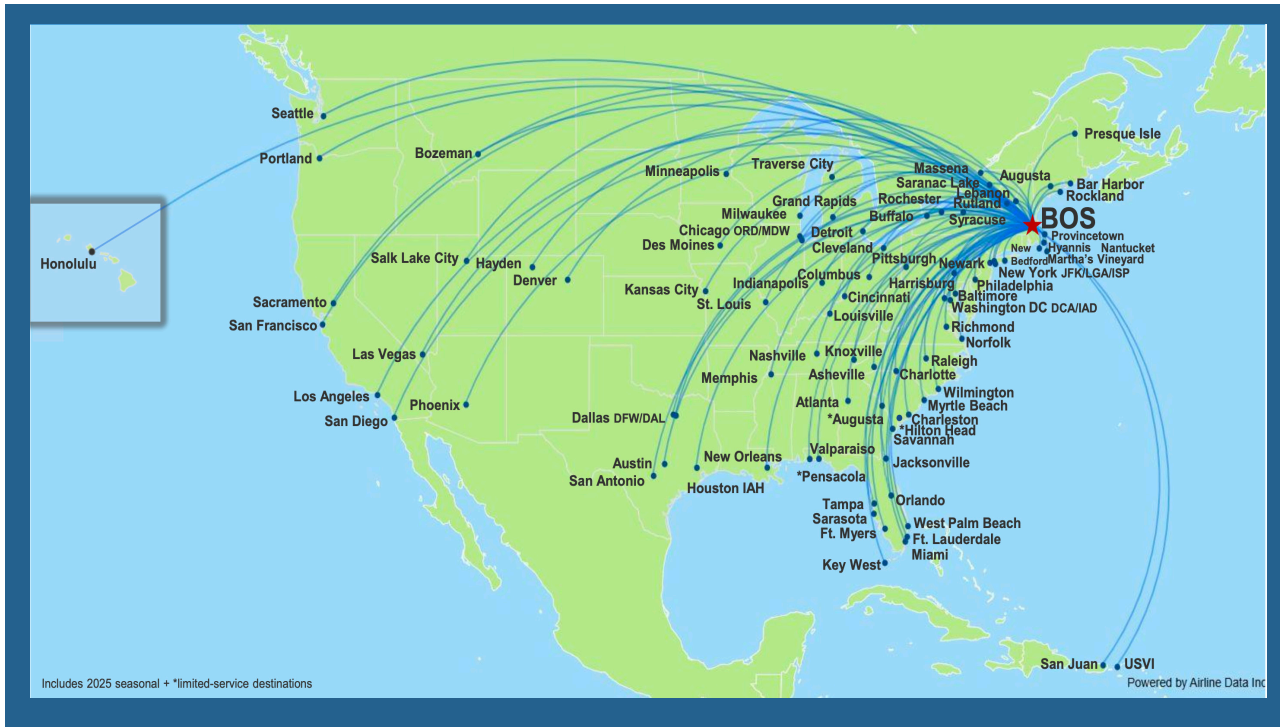 Seattle
Portland
Bozeman
Minneapolis
Traverse City
Massena
Presque Isle
Saranac Lake
Augusta
Bar Harbor
Rockland
Lebanon
Rutland
Rochester
Grand Rapids
Milwaukee
Buffalo
Syracuse
BOS
Chicago ORD/MDW
Detroit
Provincetown
Des Moines
Cleveland
New
Hyannis
Nantucket
Bedford
Martha's Vineyard
Honolulu
Salk Lake City
Hayden
Denver
Pittsburgh
Newark
New York JFK/LGA/ISP
Columbus
Indianapolis
Harrisburg
Philadelphia
Kansas City
Cincinnati
Baltimore
St. Louis
Washington DC DCA/IAD
Louisville
Sacramento
San Francisco
Richmond
Norfolk
Las Vegas
Nashville
Knoxville
Raleigh
Memphis
Asheville
Charlotte
Los Angeles
Wilmington
Phoenix
Atlanta
Myrtle Beach
San Diego
Dallas DFW/DAL
*Augusta
Charleston
*Hilton Head
Savannah
Valparaiso
New Orleans
Austin
Jacksonville
San Antonio
*Pensacola
Houston IAH
Orlando
Tampa
Sarasota
West Palm Beach
Ft. Myers
Ft. Lauderdale
Miami
Key West
San Juan
USVI
Includes 2025 seasonal + *limited-service destinations
Powered by Airline Data Inc